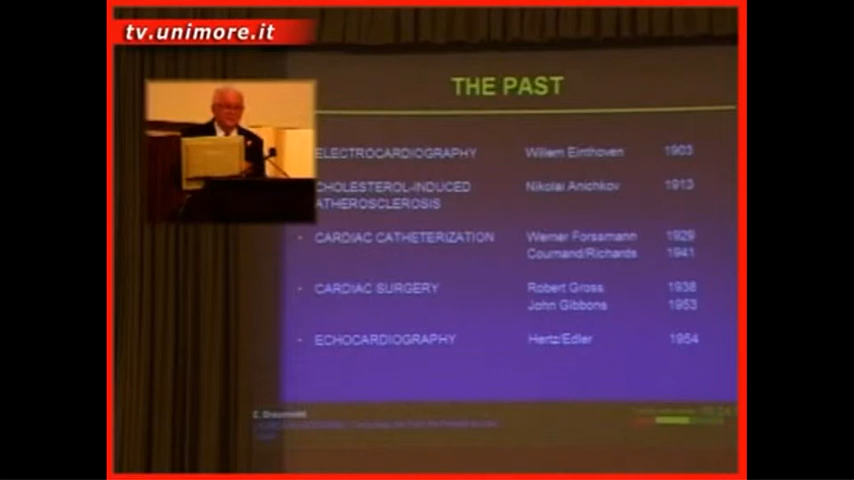 tv.unimore.it
THE PAST
ELECTROCARDIOGRAPHY Willem Einthoven 1903
CHOLESTEROL-INDUCED Nikolai Anichkov 1913
ATHEROSCLEROSIS
- CARDIAC CATHETERIZATION Werner Forssmann 1929
Cournand/Richards 1941
- CARDIAC SURGERY Robert Gross 1938
John Gibbons 1953
- ECHOCARDIOGRAPHY Hertz/Edler 1954